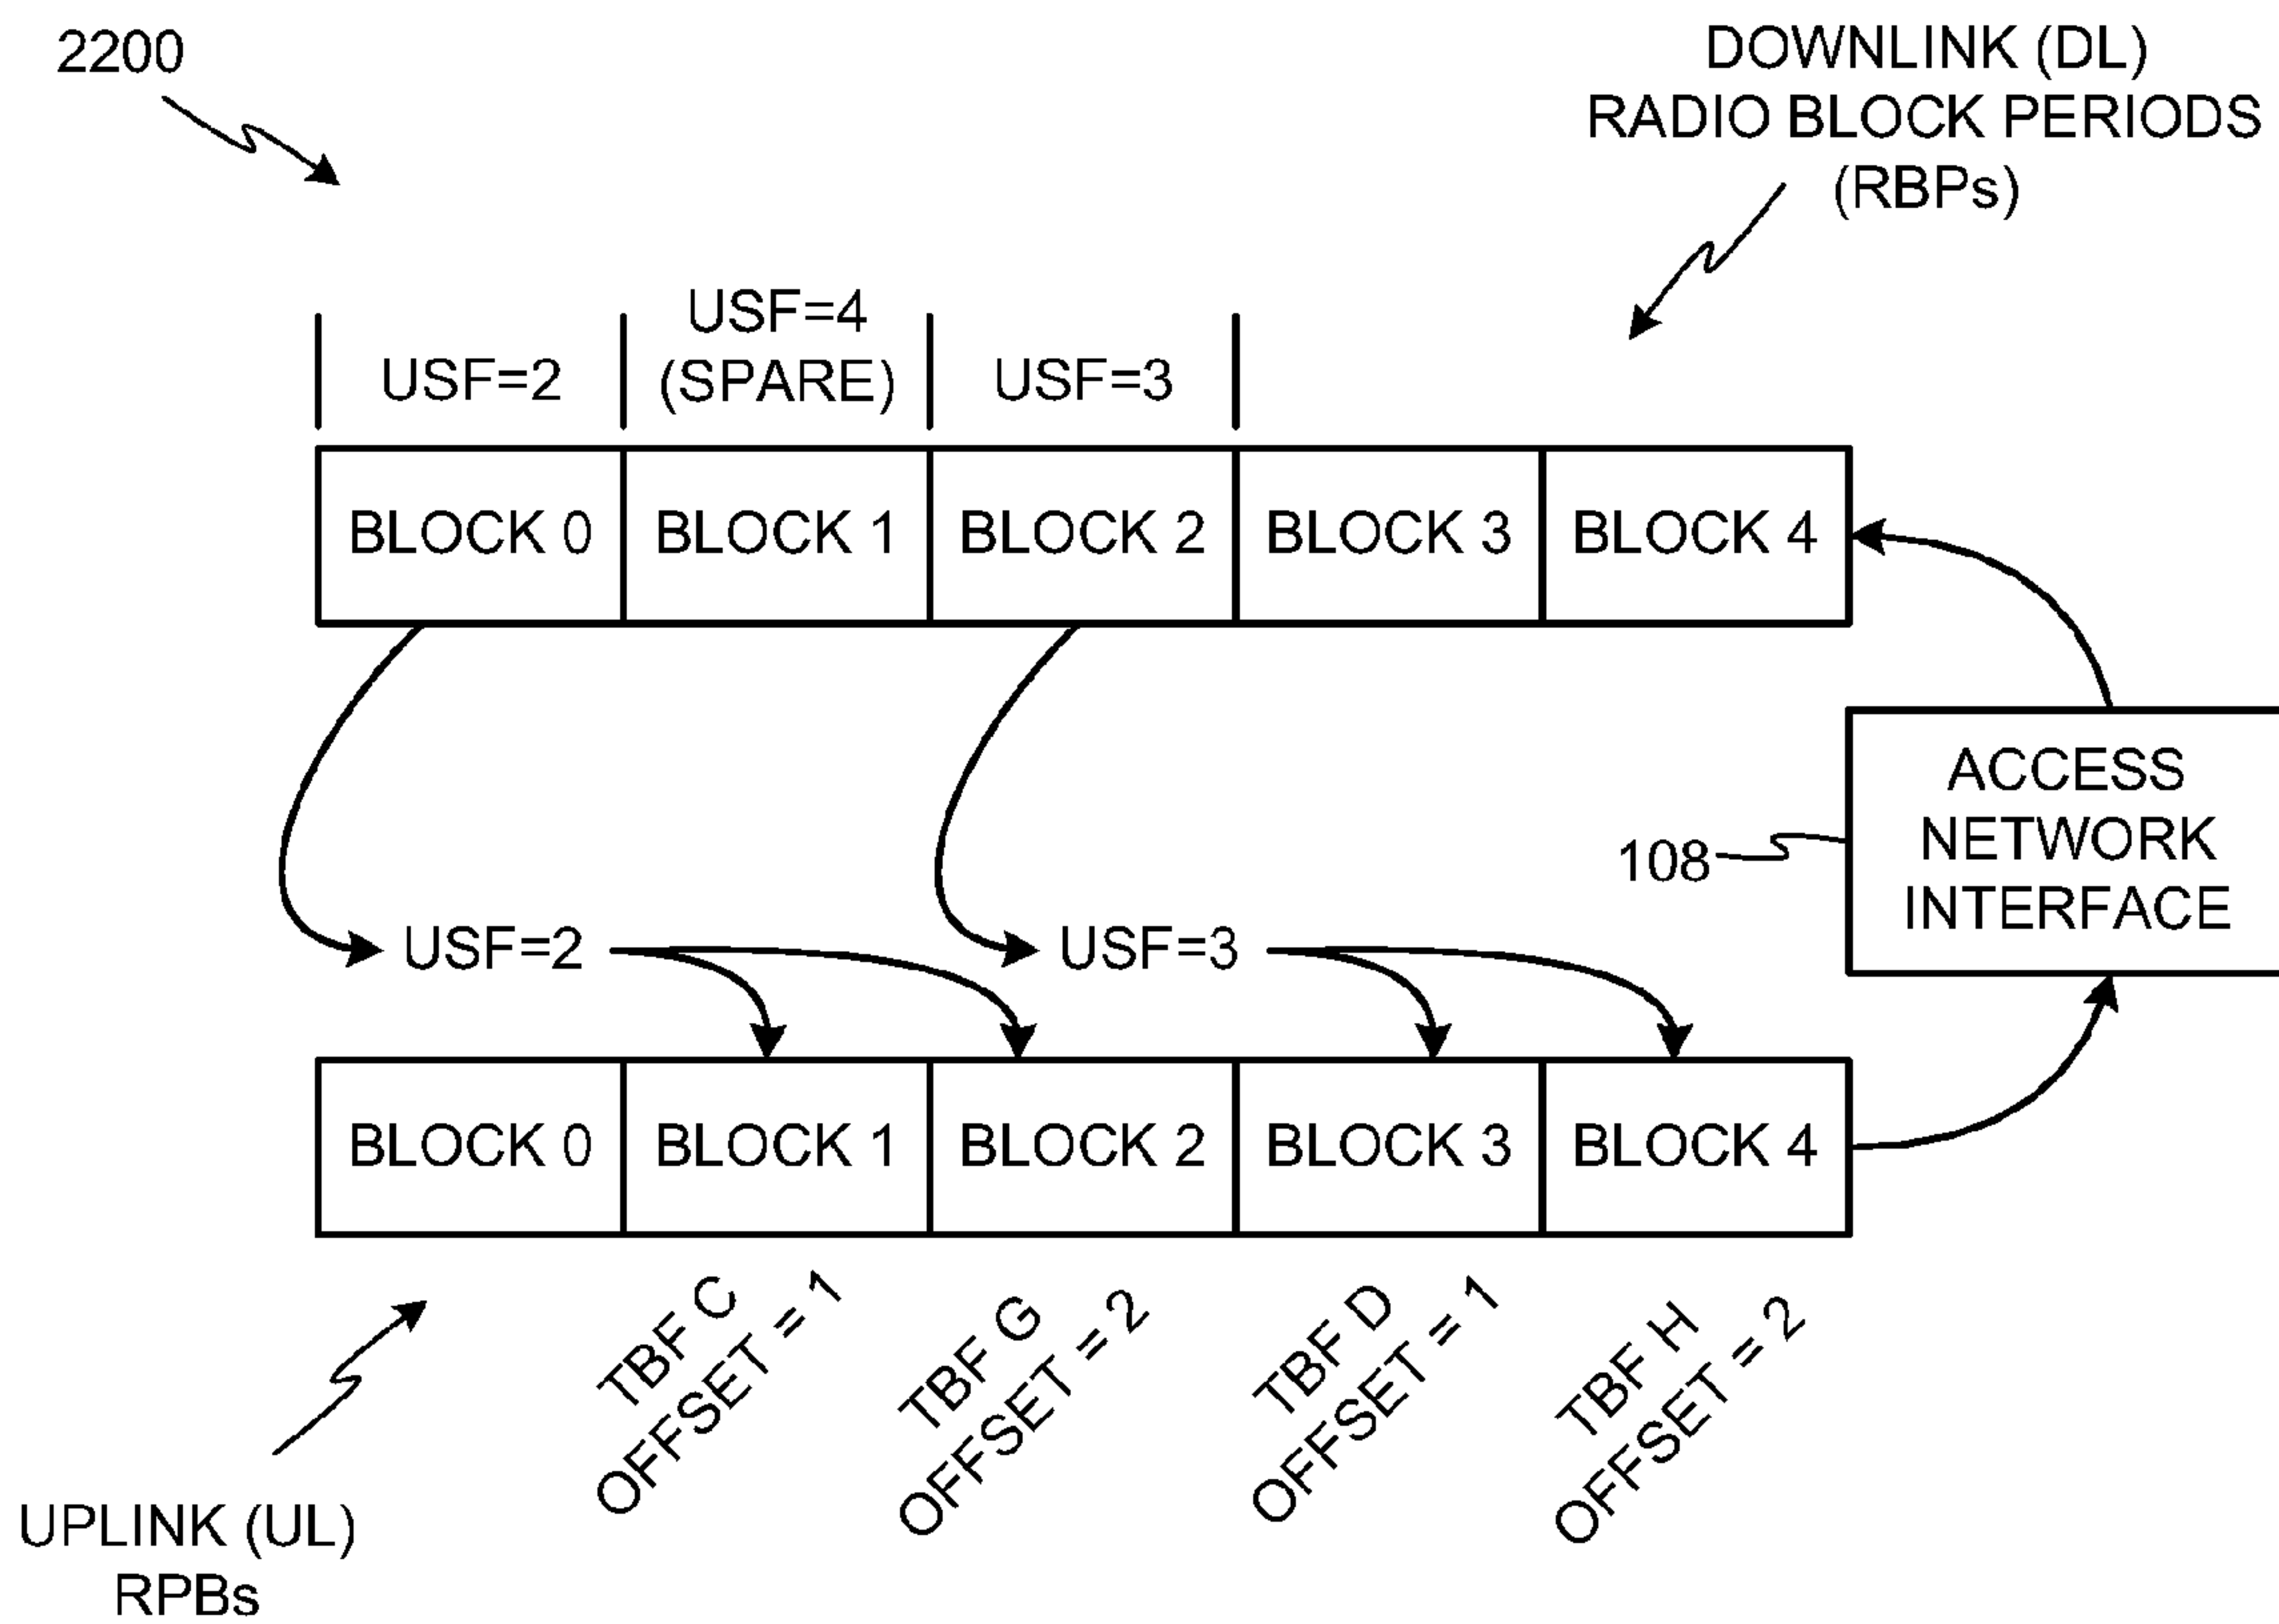 2200
DOWNLINK (DL)
RADIO BLOCK PERIODS
(RBPs)
USF=2
USF=4
(SPARE)
USF=3
BLOCK 0
BLOCK 1
BLOCK 2
BLOCK 3
BLOCK 4
ACCESS
NETWORK
INTERFACE
108
USF=2
USF=3
BLOCK 0
BLOCK 1
BLOCK 2
BLOCK 3
BLOCK 4
TBF C
OFFSET = 1
TBF G
OFFSET = 2
TBF D
OFFSET = 1
TBF H
OFFSET = 2
UPLINK (UL)
RPBs